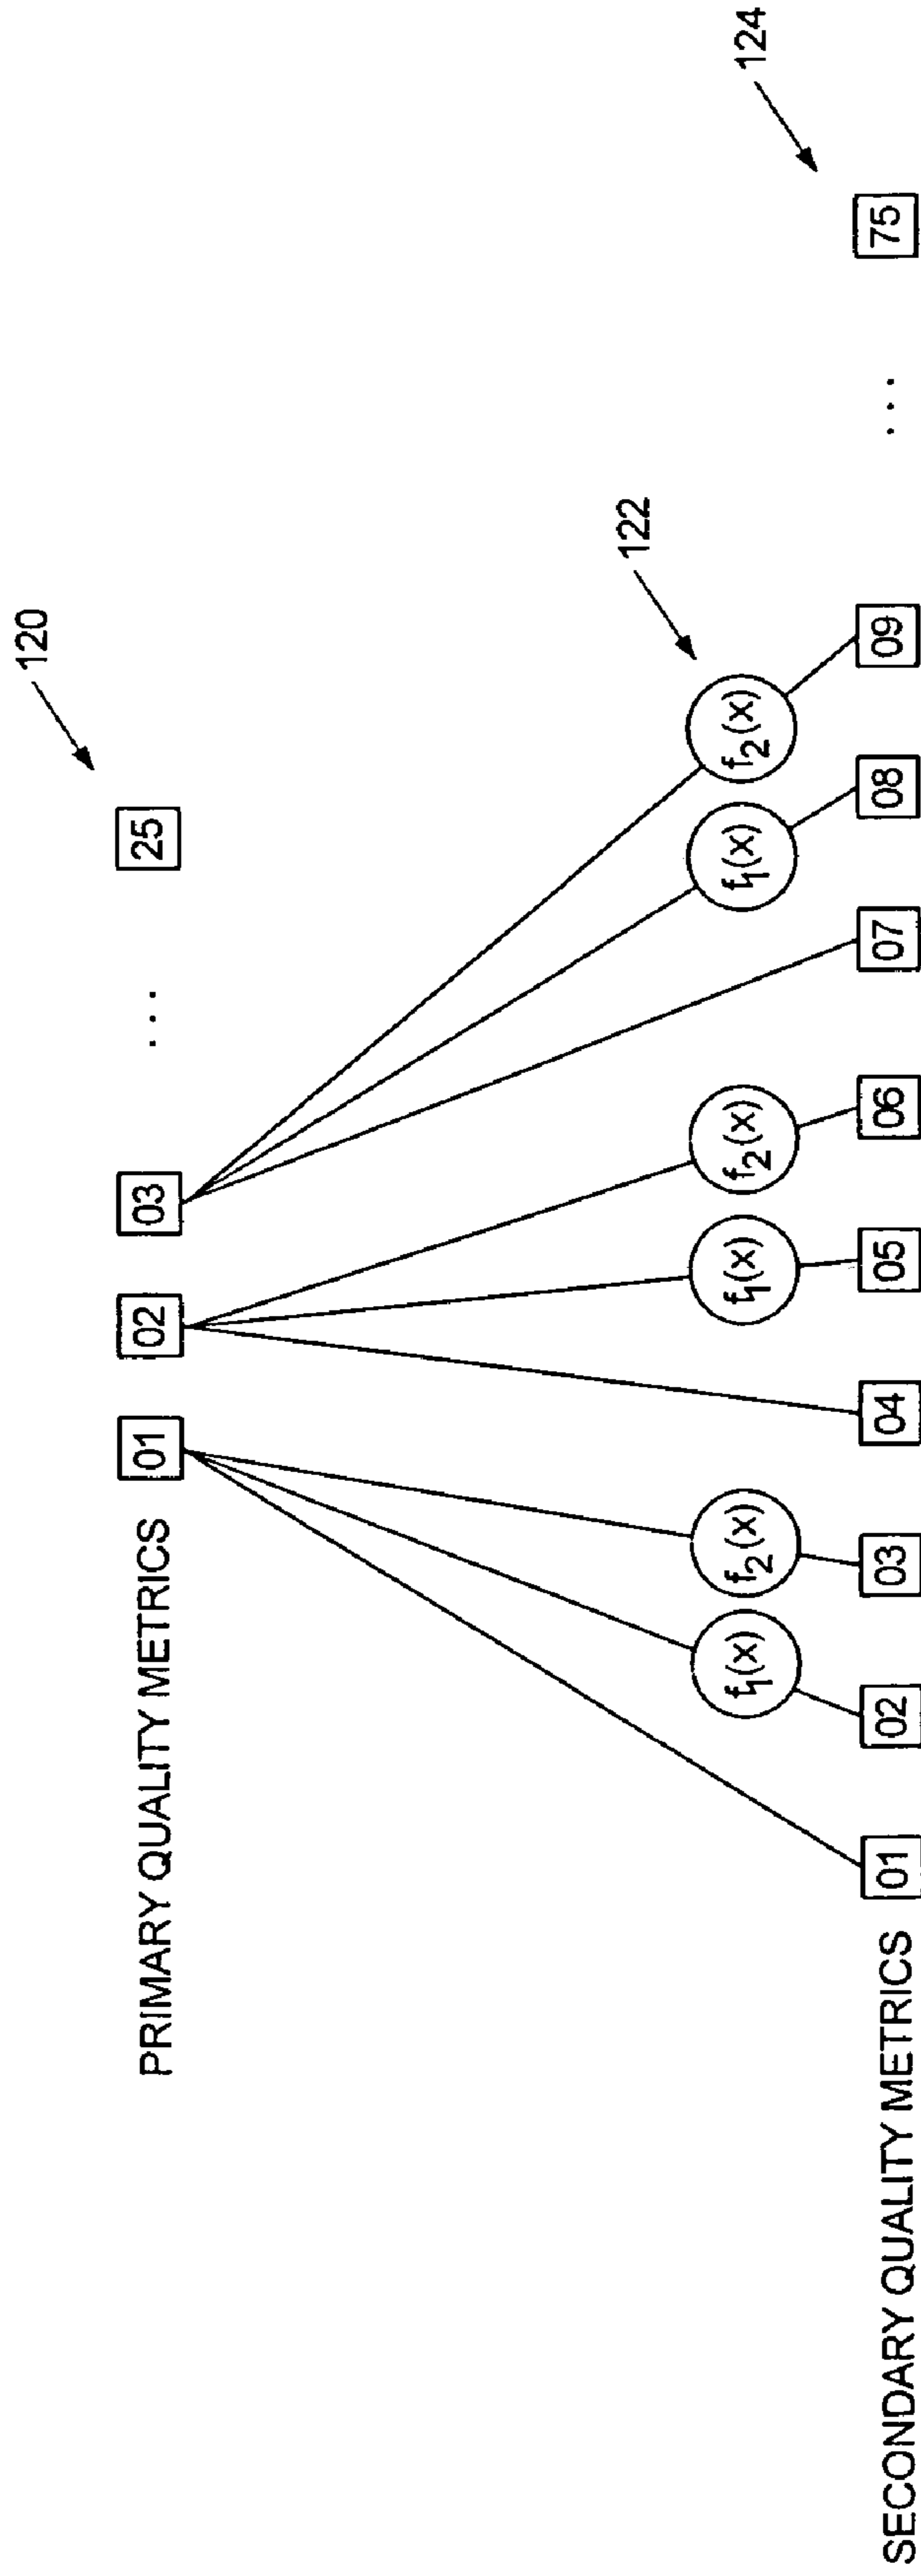 120
PRIMARY QUALITY METRICS 01 02 03 ... 25
122
f1(x) f2(x) f1(x) f2(x) f1(x) f2(x)
124
SECONDARY QUALITY METRICS 01 02 03 04 05 06 07 08 09 ... 75